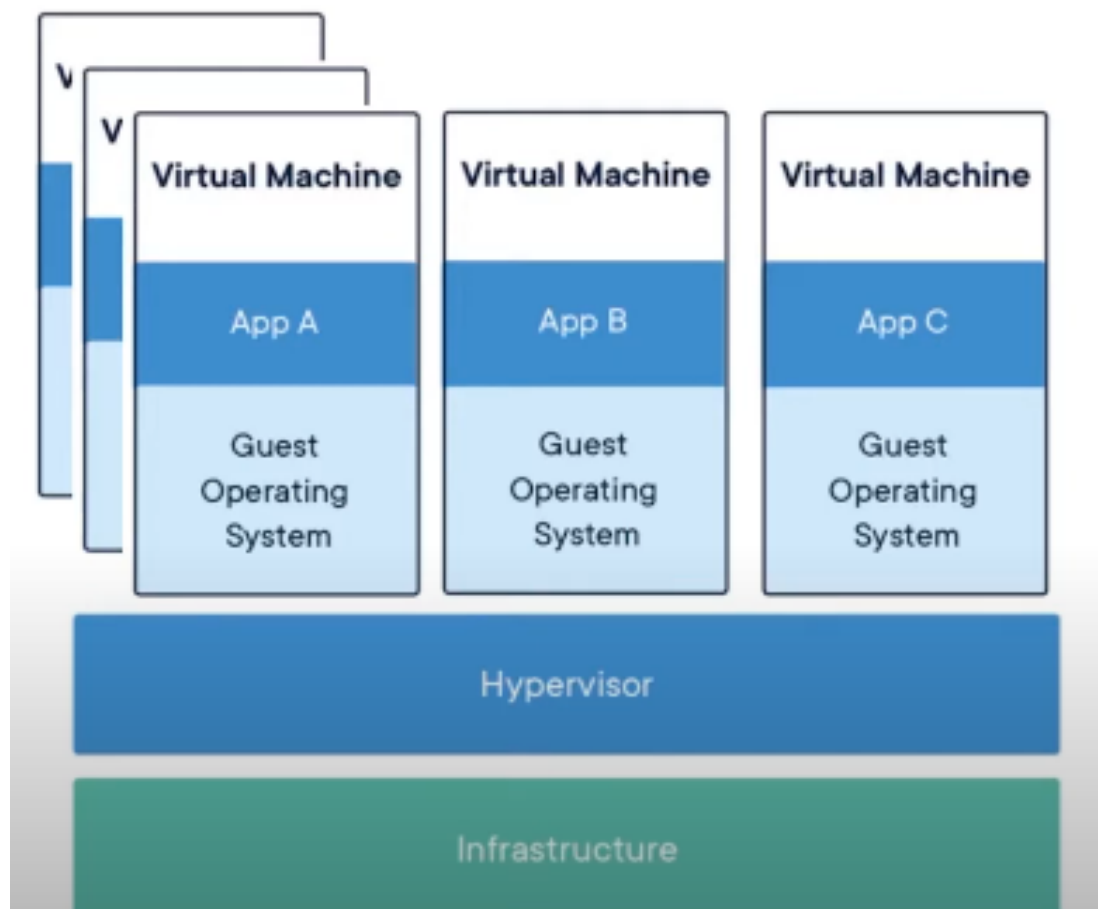 V
V
Virtual Machine
Virtual Machine
Virtual Machine
App A
App B
App C
Guest
Operating
System
Guest
Operating
System
Guest
Operating
System
Hypervisor
Infrastructure